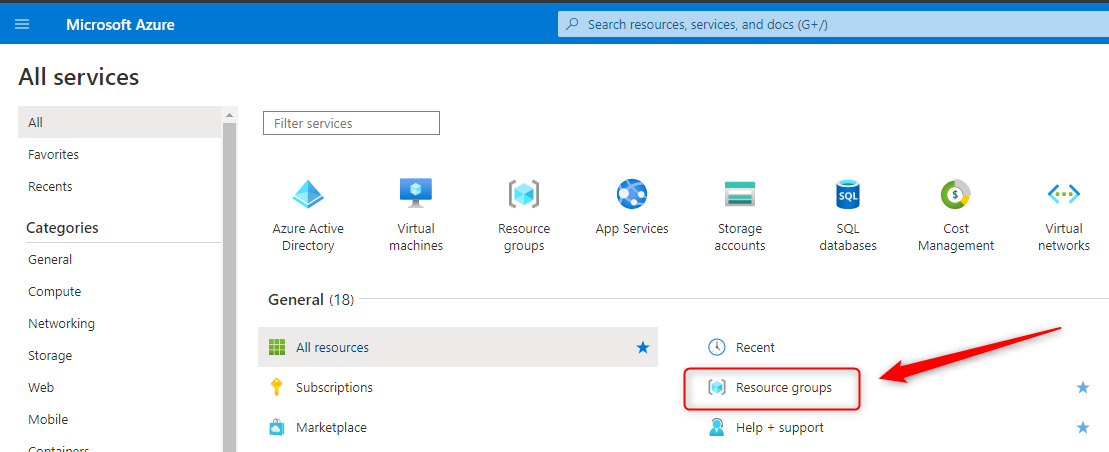 Microsoft Azure
Search resources, services, and docs (G+/)
All services
All
Favorites
Recents
Categories
General
Compute
Networking
Storage
Web
Mobile
Containers
Filter services
Azure Active
Directory
Virtual
machines
Resource
groups
App Services
Storage
accounts
SQL
SQL
databases
$
Cost
Management
Virtual
networks
General (18)
All resources
Recent
Subscriptions
Resource groups
Marketplace
Help + support